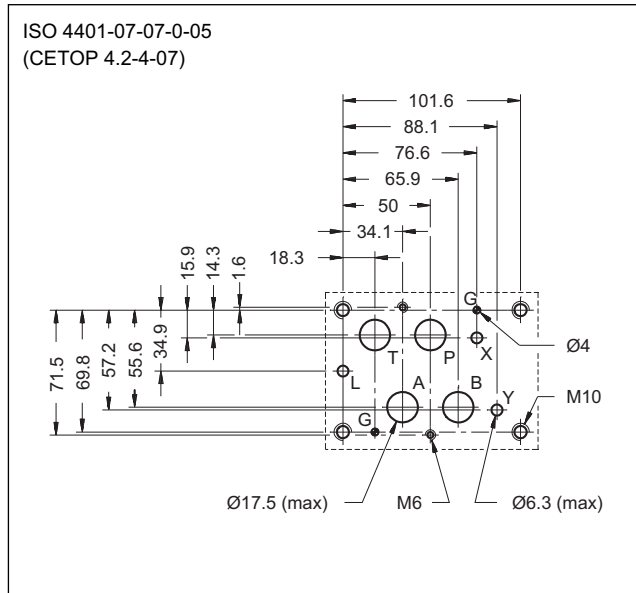 ISO 4401-07-07-0-05
(CETOP 4.2-4-07)
101.6
88.1
76.6
65.9
50
34.1
18.3
1.6
14.3
15.9
34.9
55.6
57.2
69.8
71.5
G
T
P
X
Ø4
L
A
B
Y
M10
G
Ø17.5 (max)
M6
Ø6.3 (max)